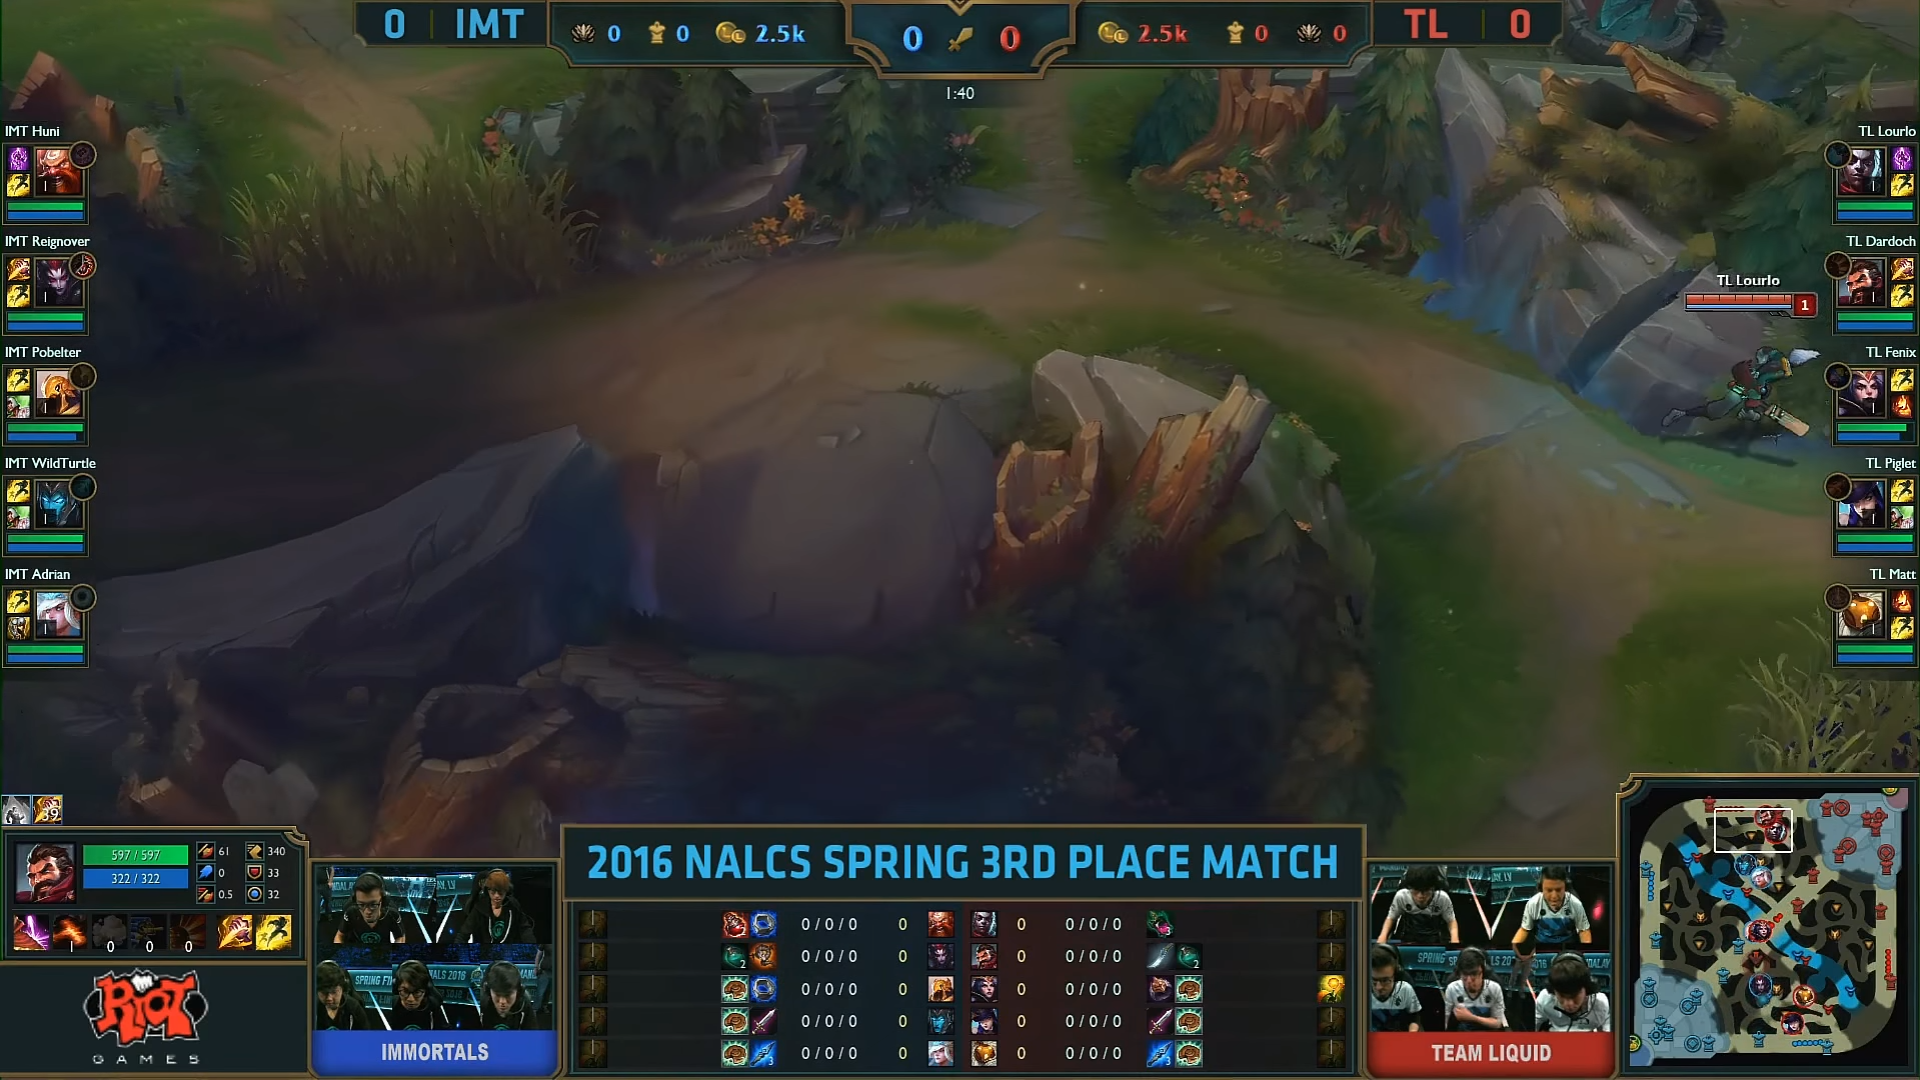 0 IMT 0 0 2.5k 0 0 2.5k 0 0 TL 0
1:40
IMT Huni
IMT Reignover
IMT Pobelter
IMT WildTurtle
IMT Adrian
TL Lourlo
TL Dardoch
TL Fenix
TL Piglet
TL Matt
TL Lourlo
1
39
597 / 597
322 / 322
61 340
0 33
0.5 32
1 0 0 0
RIOT
GAMES
IMMORTALS
2016 NALCS SPRING 3RD PLACE MATCH
0 / 0 / 0 0 0 0 / 0 / 0
2 0 / 0 / 0 0 0 0 / 0 / 0 2
0 / 0 / 0 0 0 0 / 0 / 0
0 / 0 / 0 0 0 0 / 0 / 0
3 0 / 0 / 0 0 0 0 / 0 / 0 3
TEAM LIQUID